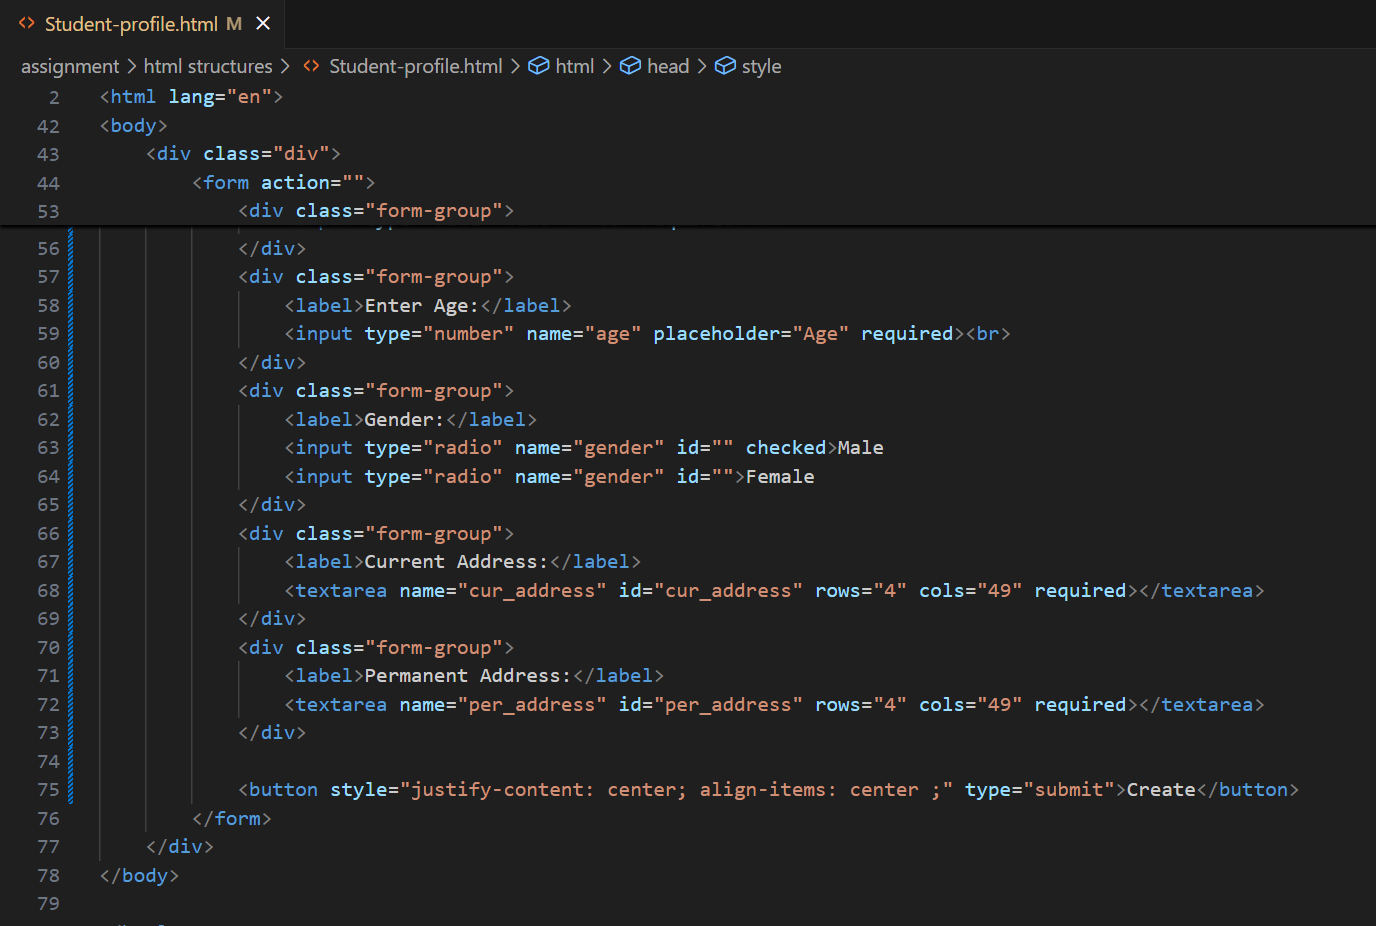 Student-profile.html M
assignment html structures Student-profile.html html head style
2 <html lang="en">
42 <body>
43 <div class="div">
44 <form action="">
53 <div class="form-group">
56 </div>
57 <div class="form-group">
58 <label>Enter Age:</label>
59 <input type="number" name="age" placeholder="Age" required><br>
60 </div>
61 <div class="form-group">
62 <label>Gender:</label>
63 <input type="radio" name="gender" id="" checked>Male
64 <input type="radio" name="gender" id="">Female
65 </div>
66 <div class="form-group">
67 <label>Current Address:</label>
68 <textarea name="cur_address" id="cur_address" rows="4" cols="49" required></textarea>
69 </div>
70 <div class="form-group">
71 <label>Permanent Address:</label>
72 <textarea name="per_address" id="per_address" rows="4" cols="49" required></textarea>
73 </div>
74
75 <button style="justify-content: center; align-items: center ;" type="submit">Create</button>
76 </form>
77 </div>
78 </body>
79